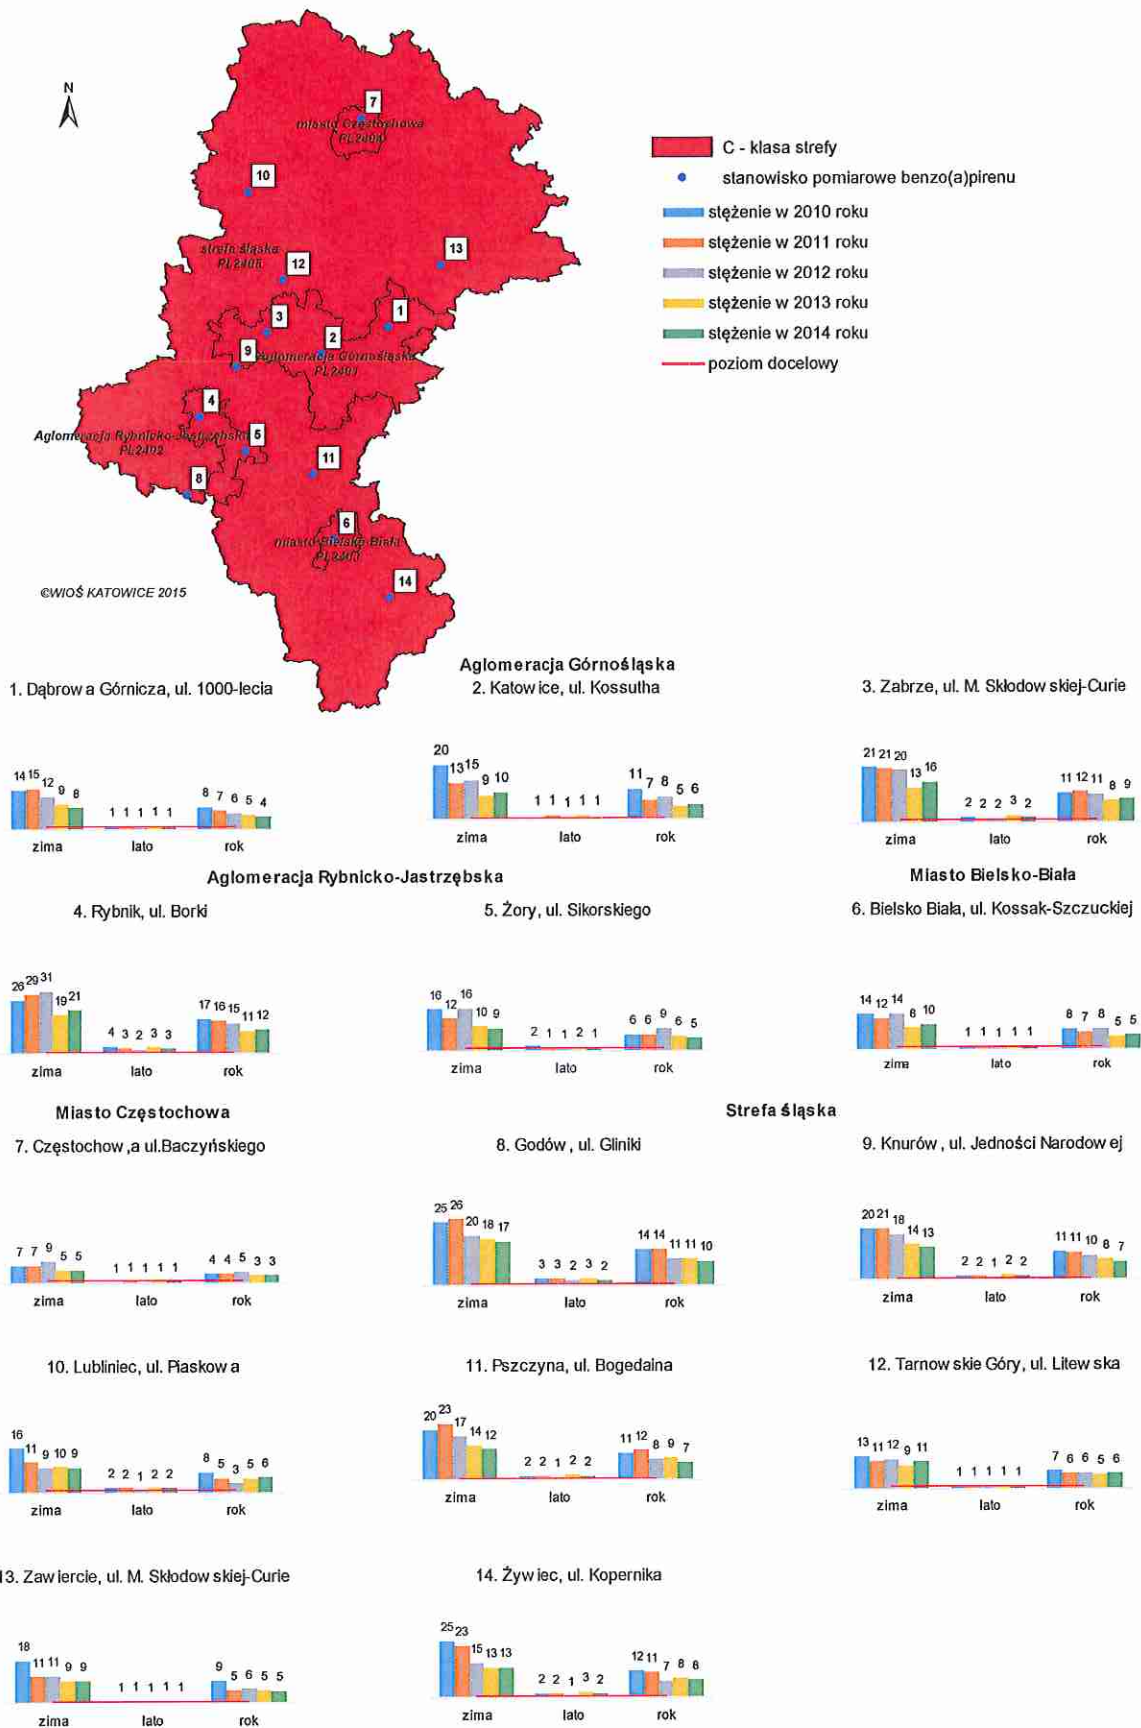 N
7
miasto Częstochowa
PL2404
10
strefa śląska
PL2405
13
12
3
1
2
9
Aglomeracja Górnośląska
PL2401
4
Aglomeracja Rybnicko-Jastrzębska
PL2402
5
11
8
6
miasto Bielsko-Biała
PL2403
14
©WIOŚ KATOWICE 2015
C - klasa strefy
stanowisko pomiarowe benzo(a)pirenu
stężenie w 2010 roku
stężenie w 2011 roku
stężenie w 2012 roku
stężenie w 2013 roku
stężenie w 2014 roku
poziom docelowy
Aglomeracja Górnośląska
1. Dąbrowa Górnicza, ul. 1000-lecia
14 15 12 9 8 1 1 1 1 1 8 7 6 5 4
zima lato rok
2. Katowice, ul. Kossutha
20 13 15 9 10 1 1 1 1 1 11 7 8 5 6
zima lato rok
3. Zabrze, ul. M. Skłodowskiej-Curie
21 21 20 13 16 2 2 2 3 2 11 12 11 8 9
zima lato rok
Aglomeracja Rybnicko-Jastrzębska
4. Rybnik, ul. Borki
26 29 31 19 21 4 3 2 3 3 17 16 15 11 12
zima lato rok
5. Żory, ul. Sikorskiego
16 12 16 10 9 2 1 1 2 1 6 6 9 6 5
zima lato rok
Miasto Bielsko-Biała
6. Bielsko Biała, ul. Kossak-Szczuckiej
14 12 14 8 10 1 1 1 1 1 8 7 8 5 5
zima lato rok
Miasto Częstochowa
7. Częstochow ,a ul.Baczyńskiego
7 7 9 5 5 1 1 1 1 1 4 4 5 3 3
zima lato rok
Strefa śląska
8. Godów , ul. Gliniki
25 26 20 18 17 3 3 2 3 2 14 14 11 11 10
zima lato rok
9. Knurów , ul. Jedności Narodowej
20 21 18 14 13 2 2 1 2 2 11 11 10 8 7
zima lato rok
10. Lubliniec, ul. Piaskowa
16 11 9 10 9 2 2 1 2 2 8 5 3 5 6
zima lato rok
11. Pszczyna, ul. Bogedaina
20 23 17 14 12 2 2 1 2 2 11 12 8 9 7
zima lato rok
12. Tarnowskie Góry, ul. Litewska
13 11 12 9 11 1 1 1 1 1 7 6 6 5 6
zima lato rok
13. Zawiercie, ul. M. Skłodowskiej-Curie
18 11 11 9 9 1 1 1 1 1 9 5 6 5 5
zima lato rok
14. Żywiec, ul. Kopernika
25 23 15 13 13 2 2 1 3 2 12 11 7 8 8
zima lato rok